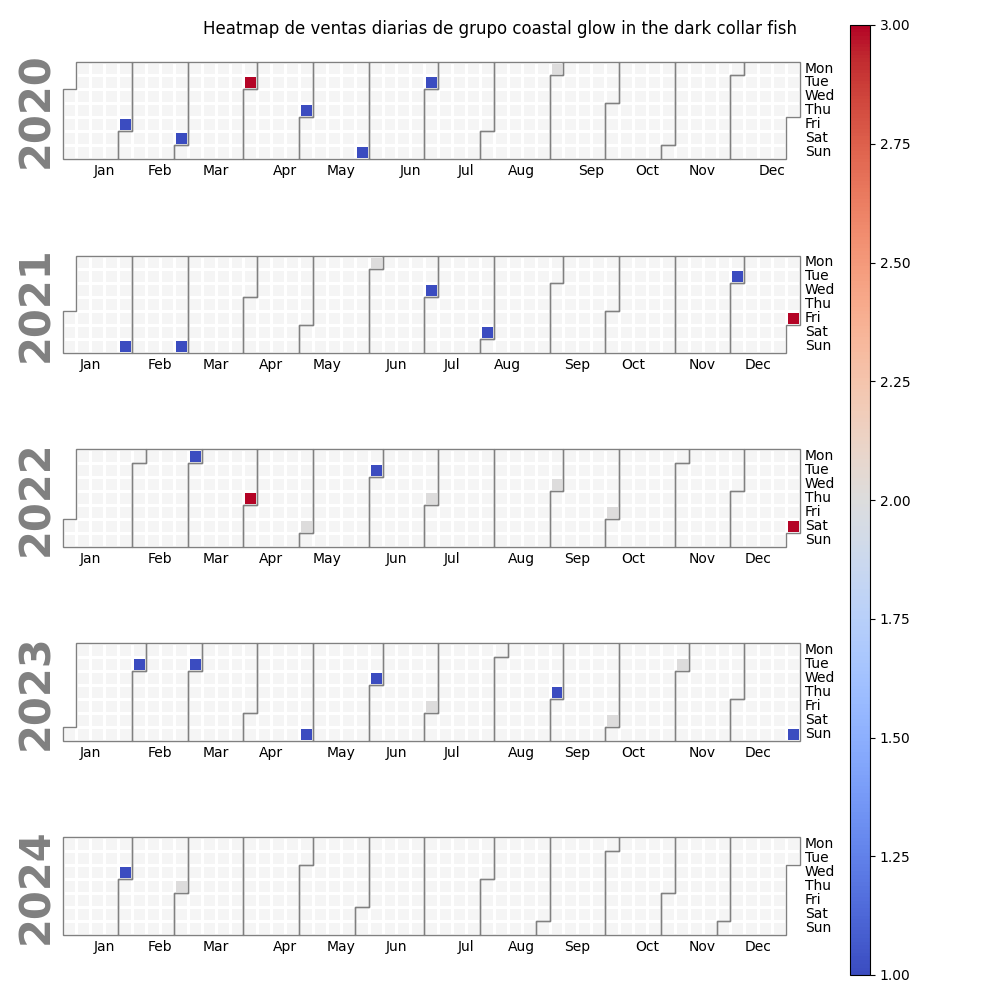 Heatmap de ventas diarias de grupo coastal glow in the dark collar fish
2020
Mon
Tue
Wed
Thu
Fri
Sat
Sun
Jan Feb Mar Apr May Jun Jul Aug Sep Oct Nov Dec
2021
Mon
Tue
Wed
Thu
Fri
Sat
Sun
Jan Feb Mar Apr May Jun Jul Aug Sep Oct Nov Dec
2022
Mon
Tue
Wed
Thu
Fri
Sat
Sun
Jan Feb Mar Apr May Jun Jul Aug Sep Oct Nov Dec
2023
Mon
Tue
Wed
Thu
Fri
Sat
Sun
Jan Feb Mar Apr May Jun Jul Aug Sep Oct Nov Dec
2024
Mon
Tue
Wed
Thu
Fri
Sat
Sun
Jan Feb Mar Apr May Jun Jul Aug Sep Oct Nov Dec
3.00
2.75
2.50
2.25
2.00
1.75
1.50
1.25
1.00